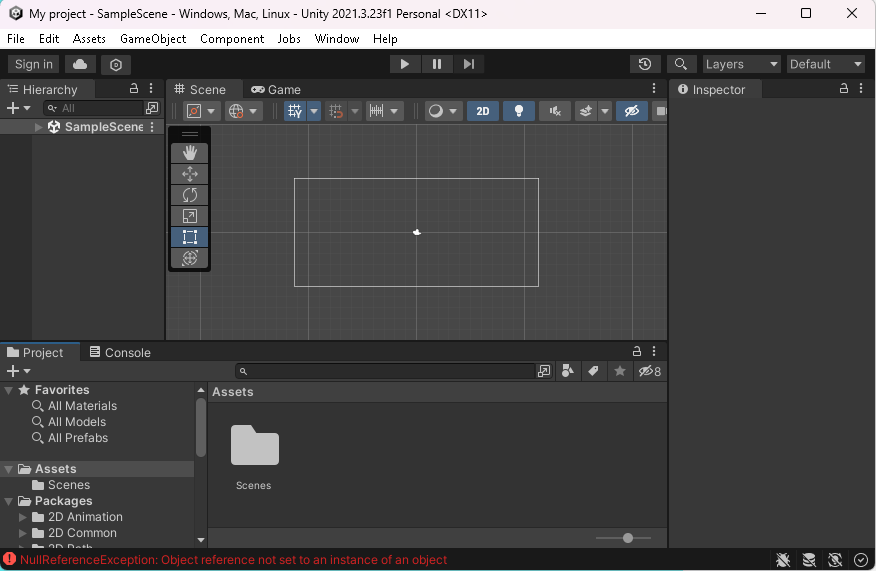 My project - SampleScene - Windows, Mac, Linux - Unity 2021.3.23f1 Personal <DX11>
File Edit Assets GameObject Component Jobs Window Help
Sign in Layers Default
Hierarchy Scene Game Inspector
All 2D
SampleScene
Project Console
8
Favorites Assets
All Materials
All Models
All Prefabs
Assets
Scenes Scenes
Packages
2D Animation
2D Common
2D Path
NullReferenceException: Object reference not set to an instance of an object